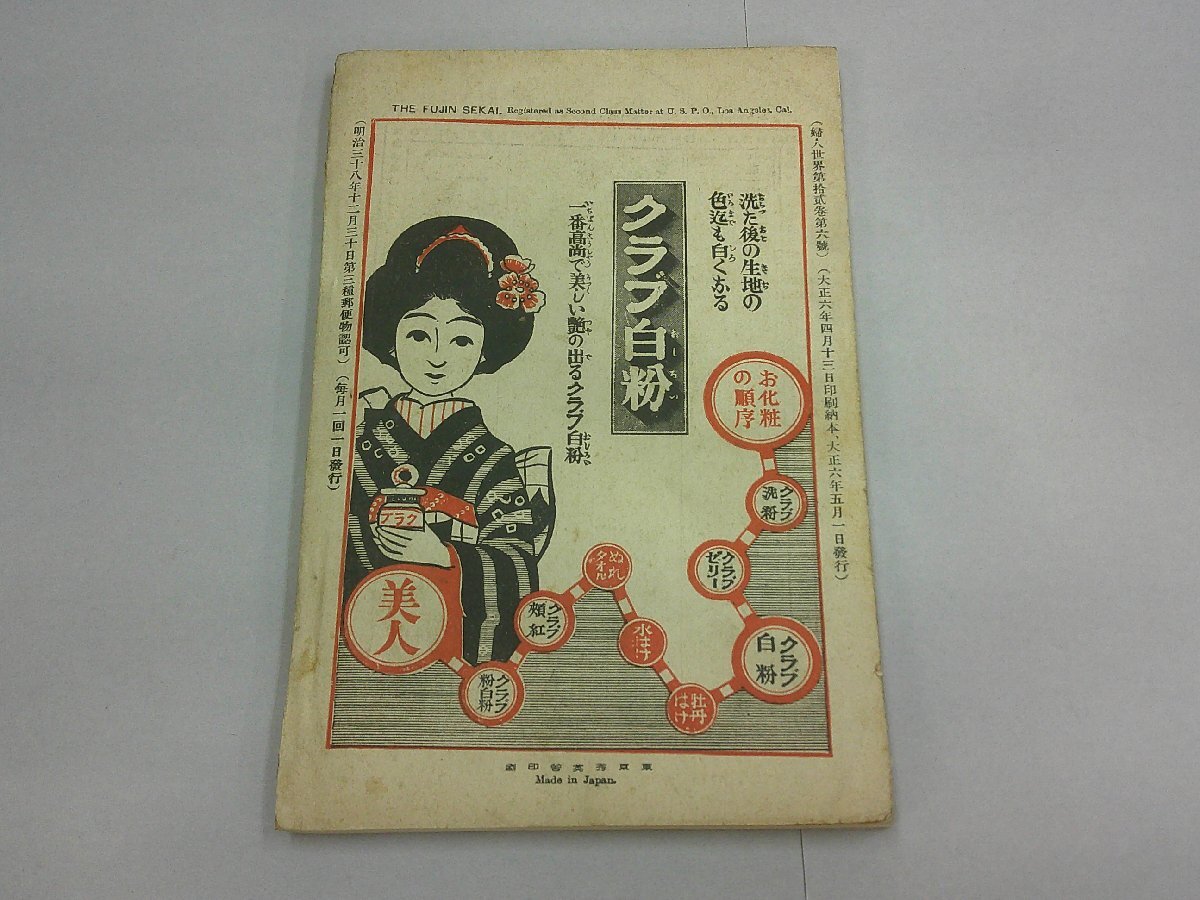 THE FUJIN SEKAI. Registered as Second Class Matter at U. S. P. O., Los Angeles, Cal.
(婦人世界第拾貳卷第六號)(大正六年四月十三日印刷納本、大正六年五月一日發行)
洗た後の生地の
色迄も白くなる
クラブ白粉
おしろい
一番高尚で美しい艶の出るクラブ白粉
お化粧
の順序
クラブ
洗粉
クラブ
ゼリー
クラブ
白粉
牡丹
はけ
水はけ
ぬれ
タオル
クラブ
頰紅
クラブ
粉白粉
美人
ブラク
(明治三十八年十二月三十日第三種郵便物認可)(每月一回一日發行)
Made in Japan.